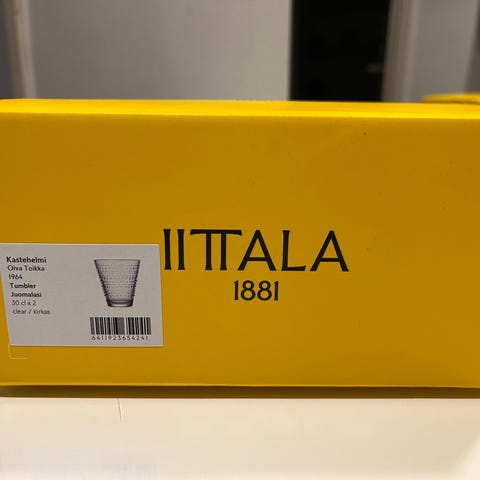 Kastehelmi
Oiva Toikka
1964
Tumbler
Juomalasi
30 cl x 2
clear / kirkas
6411923654241
IITTALA
1881